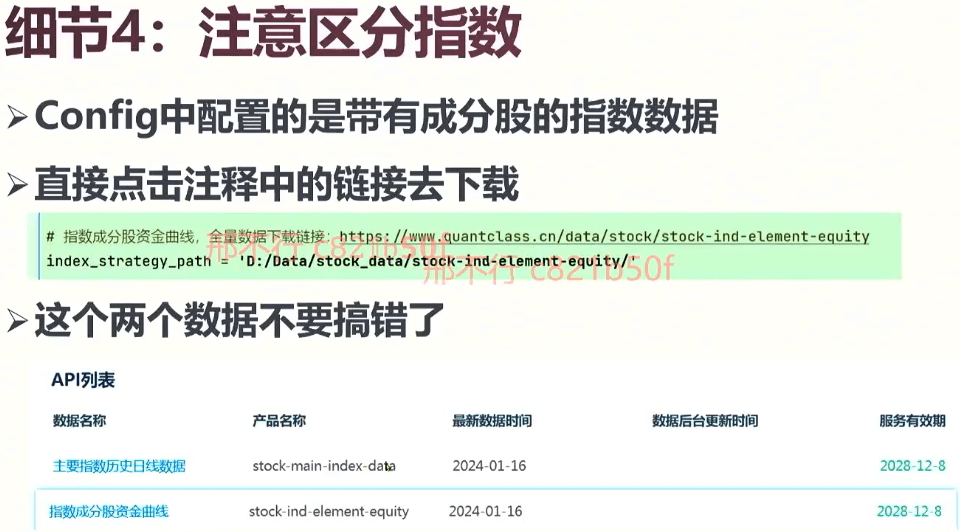 细节4：注意区分指数
➢Config中配置的是带有成分股的指数数据
➢直接点击注释中的链接去下载
# 指数成分股资金曲线，全量数据下载链接：https://www.quantclass.cn/data/stock/stock-ind-element-equity
index_strategy_path = 'D:/Data/stock_data/stock-ind-element-equity/'
邢不行 c821b50f
邢不行 c821b50f
➢这个两个数据不要搞错了
API列表
数据名称 产品名称 最新数据时间 数据后台更新时间 服务有效期
主要指数历史日线数据 stock-main-index-data 2024-01-16 2028-12-8
指数成分股资金曲线 stock-ind-element-equity 2024-01-16 2028-12-8